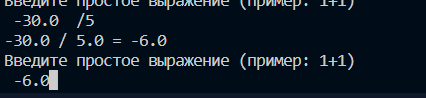 Введите простое выражение (пример: 1+1)
 -30.0  /5
-30.0 / 5.0 = -6.0
Введите простое выражение (пример: 1+1)
 -6.0